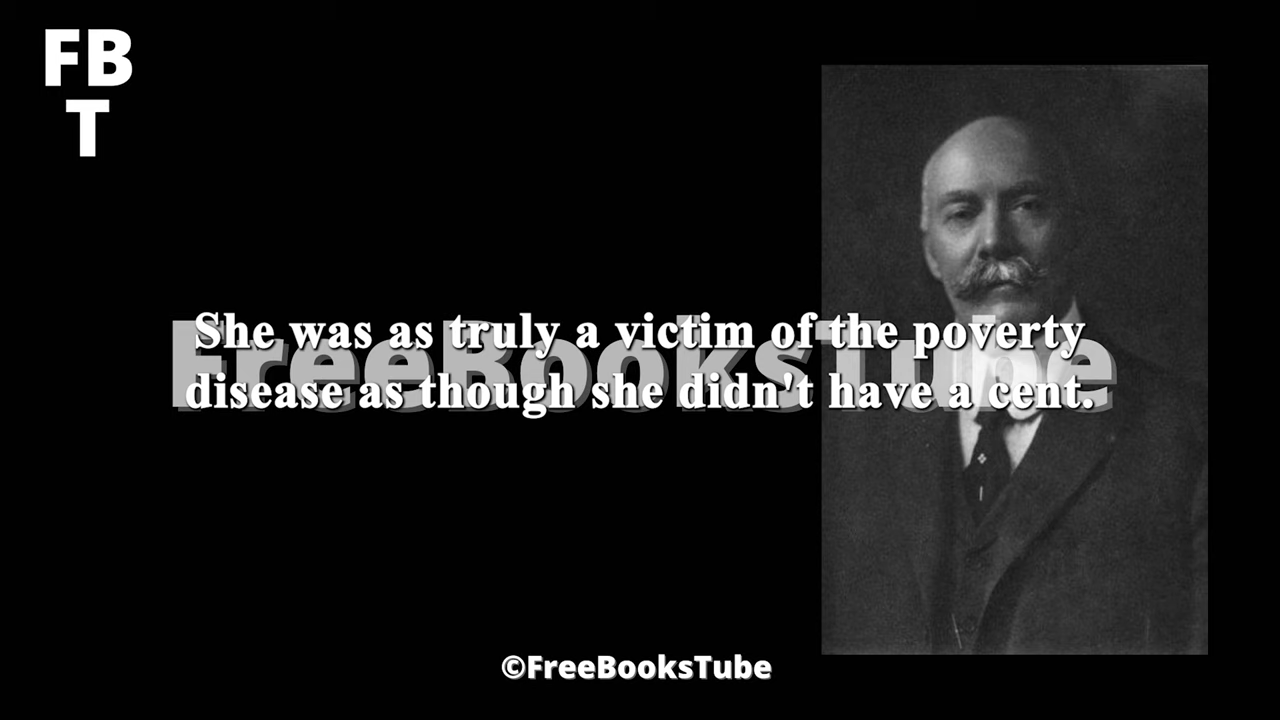 FB
T
She was as truly a victim of the poverty
disease as though she didn't have a cent.
FreeBooksTube
©FreeBooksTube